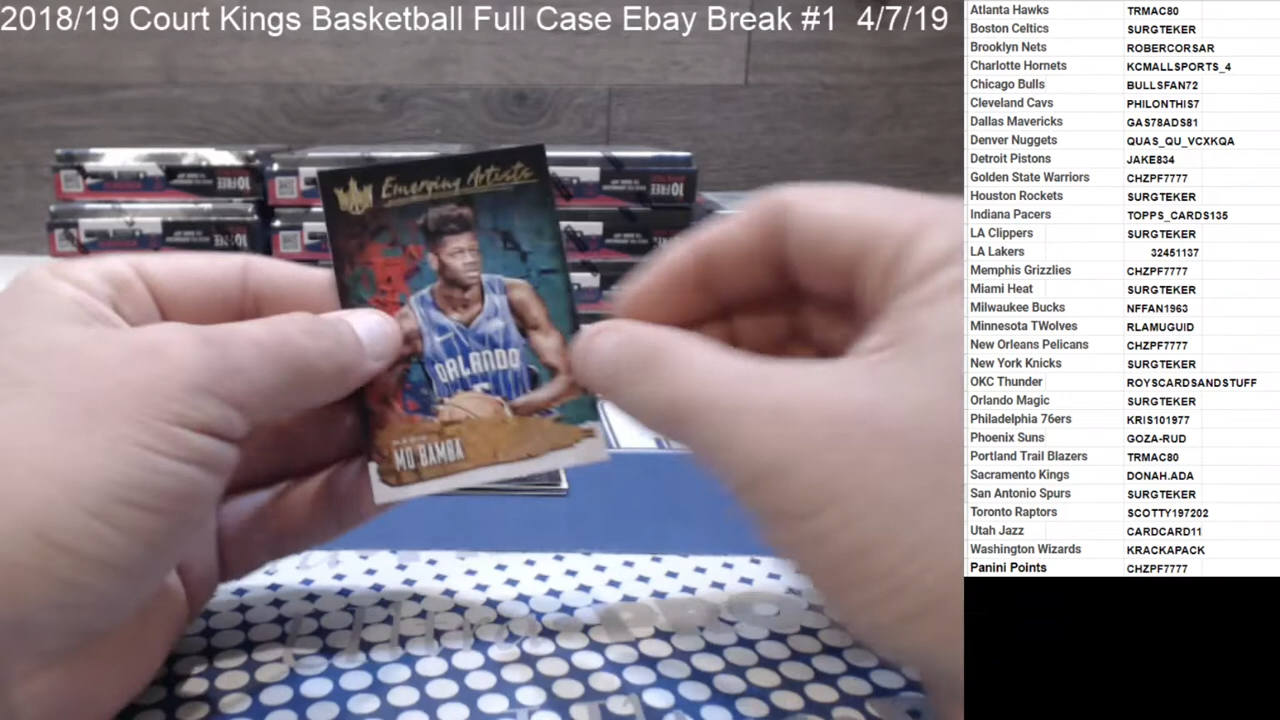 2018/19 Court Kings Basketball Full Case Ebay Break #1 4/7/19
Emerging Artists
ORLANDO
MO BAMBA
10 FREE
Atlanta Hawks TRMAC80
Boston Celtics SURGTEKER
Brooklyn Nets ROBERCORSAR
Charlotte Hornets KCMALLSPORTS_4
Chicago Bulls BULLSFAN72
Cleveland Cavs PHILONTHIS7
Dallas Mavericks GAS78ADS81
Denver Nuggets QUAS_QU_VCXKQA
Detroit Pistons JAKE834
Golden State Warriors CHZPF7777
Houston Rockets SURGTEKER
Indiana Pacers TOPPS_CARDS135
LA Clippers SURGTEKER
LA Lakers 32451137
Memphis Grizzlies CHZPF7777
Miami Heat SURGTEKER
Milwaukee Bucks NFFAN1963
Minnesota TWolves RLAMUGUID
New Orleans Pelicans CHZPF7777
New York Knicks SURGTEKER
OKC Thunder ROYSCARDSANDSTUFF
Orlando Magic SURGTEKER
Philadelphia 76ers KRIS101977
Phoenix Suns GOZA-RUD
Portland Trail Blazers TRMAC80
Sacramento Kings DONAH.ADA
San Antonio Spurs SURGTEKER
Toronto Raptors SCOTTY197202
Utah Jazz CARDCARD11
Washington Wizards KRACKAPACK
Panini Points CHZPF7777